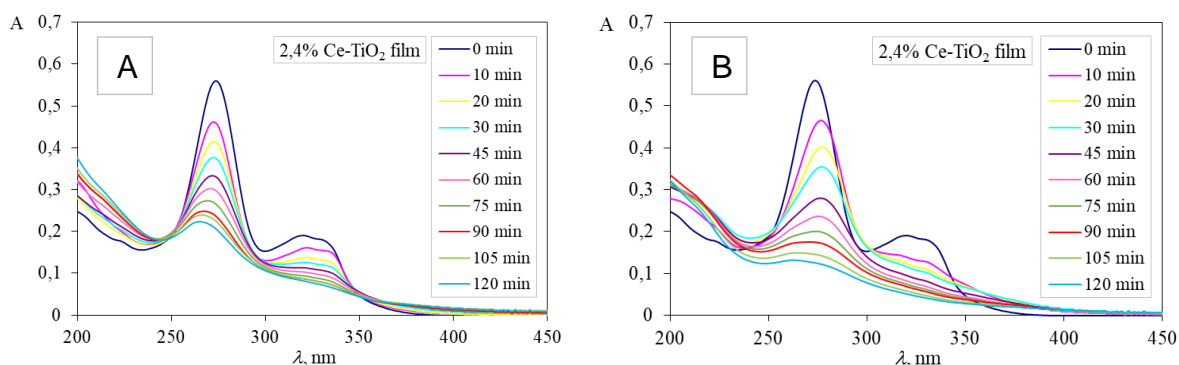 A
0,7
0,6
0,5
0,4
0,3
0,2
0,1
0
200
250
300
350
400
450
λ, nm
A
2,4% Ce-TiO₂ film
0 min
10 min
20 min
30 min
45 min
60 min
75 min
90 min
105 min
120 min
A
0,7
0,6
0,5
0,4
0,3
0,2
0,1
0
200
250
300
350
400
450
λ, nm
B
2,4% Ce-TiO₂ film
0 min
10 min
20 min
30 min
45 min
60 min
75 min
90 min
105 min
120 min